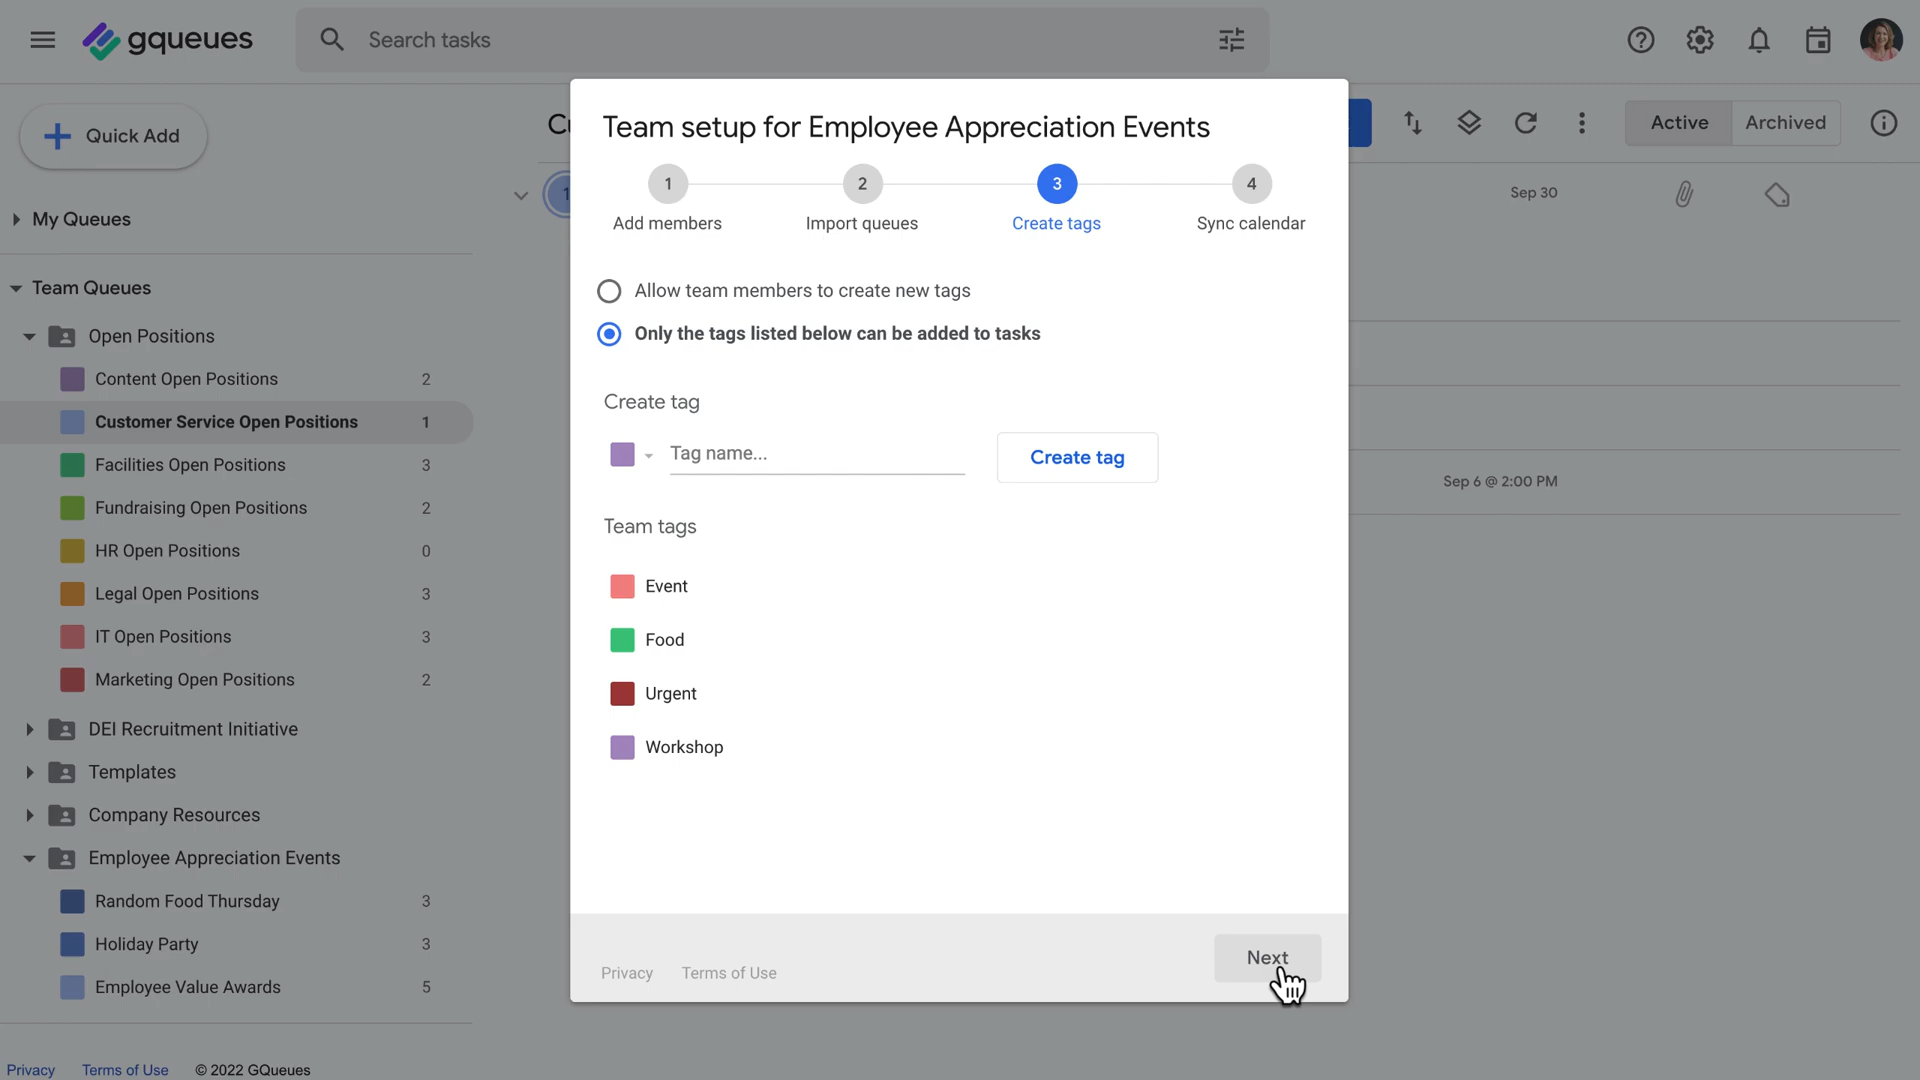 gqueues
Search tasks
Quick Add
My Queues
Team Queues
Open Positions
Content Open Positions 2
Customer Service Open Positions 1
Facilities Open Positions 3
Fundraising Open Positions 2
HR Open Positions 0
Legal Open Positions 3
IT Open Positions 3
Marketing Open Positions 2
DEI Recruitment Initiative
Templates
Company Resources
Employee Appreciation Events
Random Food Thursday 3
Holiday Party 3
Employee Value Awards 5
Privacy Terms of Use © 2022 GQueues
Team setup for Employee Appreciation Events
1 2 3 4
Add members Import queues Create tags Sync calendar
Allow team members to create new tags
Only the tags listed below can be added to tasks
Create tag
Tag name... Create tag
Team tags
Event
Food
Urgent
Workshop
Next
Privacy Terms of Use
Active Archived
Sep 30
Sep 6 @ 2:00 PM